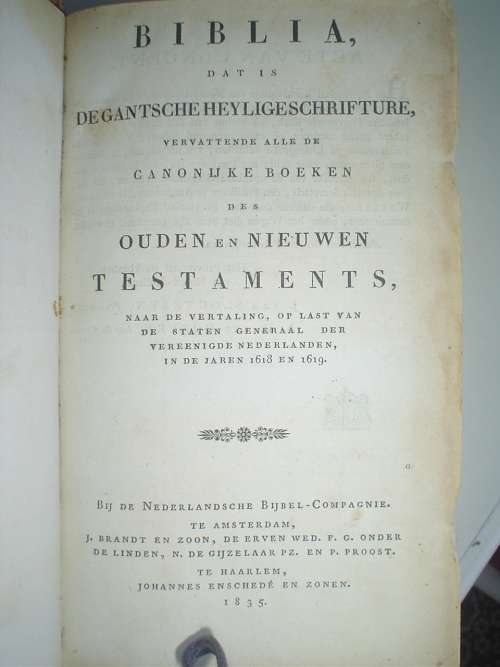 BIBLIA,
DAT IS
DE GANTSCHE HEYLIGE SCHRIFTURE,
VERVATTENDE ALLE DE
CANONIJKE BOEKEN
DES
OUDEN EN NIEUWEN
TESTAMENTS,
NAAR DE VERTALING, OP LAST VAN
DE STATEN GENERAAL DER
VEREENIGDE NEDERLANDEN,
IN DE JAREN 1618 EN 1619.
BIJ DE NEDERLANDSCHE BIJBEL-COMPAGNIE.
TE AMSTERDAM,
J. BRANDT EN ZOON, DE ERVEN WED. F. G. ONDER
DE LINDEN, N. DE GIJZELAAR PZ. EN P. PROOST.
TE HAARLEM,
JOHANNES ENSCHEDÉ EN ZONEN.
1835.